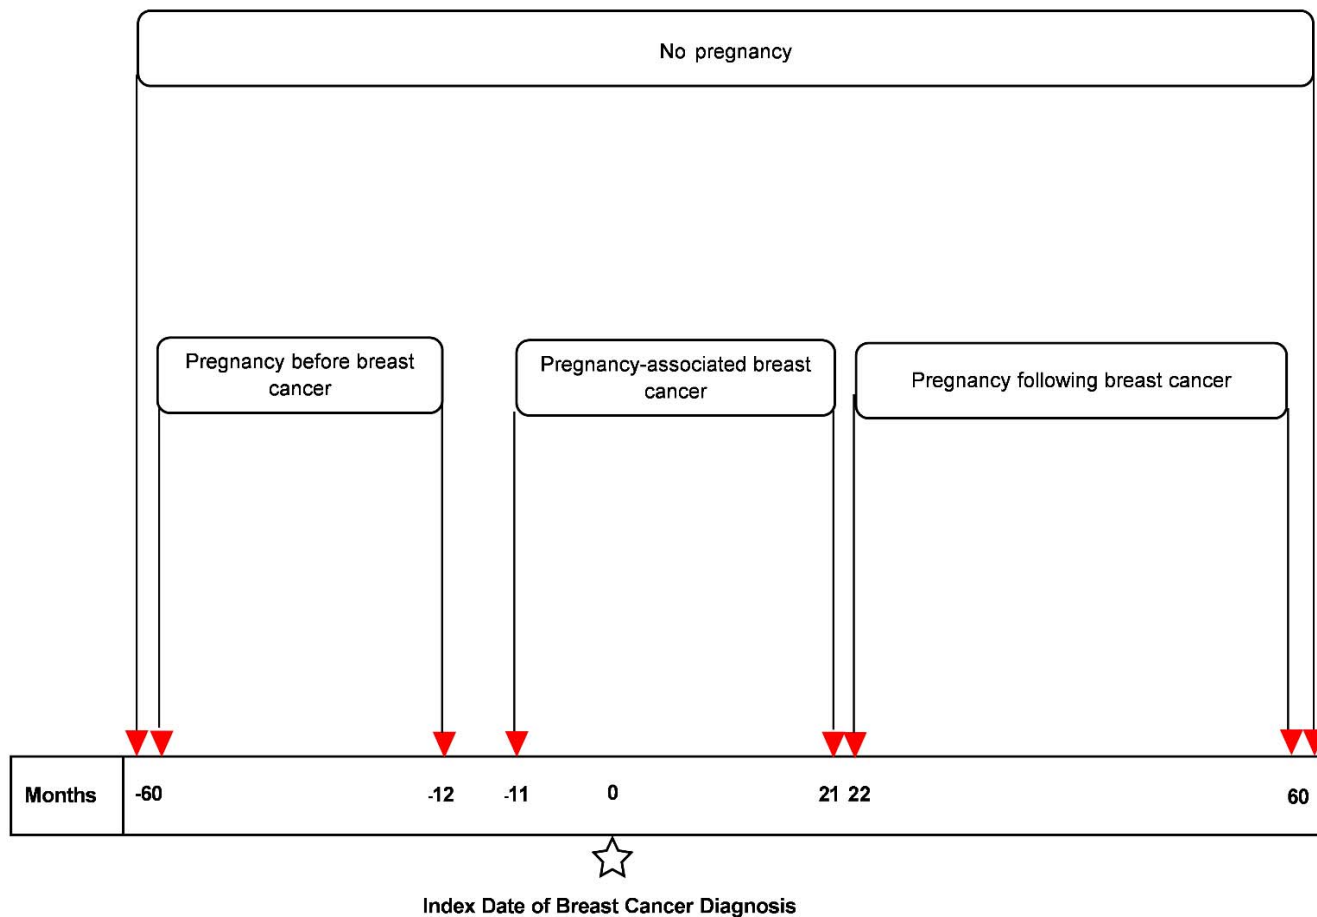 No pregnancy
Pregnancy before breast
cancer
Pregnancy-associated breast
cancer
Pregnancy following breast cancer
Months -60 -12 -11 0 21 22 60
Index Date of Breast Cancer Diagnosis